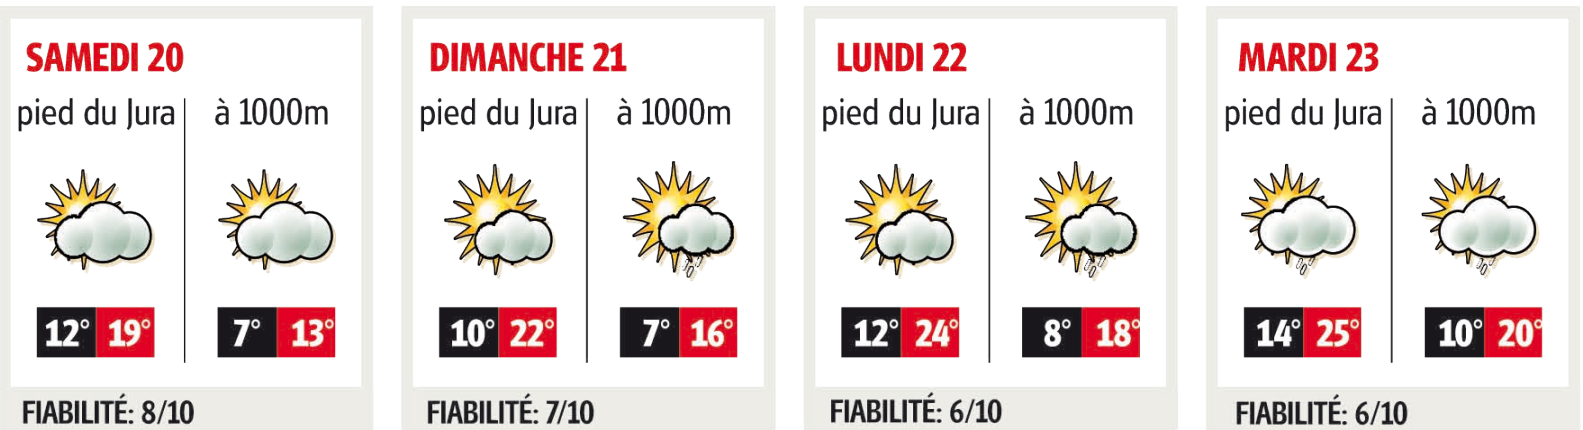 SAMEDI 20
pied du Jura
à 1000m
12° 19°
7° 13°
FIABILITÉ: 8/10
DIMANCHE 21
pied du Jura
à 1000m
10° 22°
7° 16°
FIABILITÉ: 7/10
LUNDI 22
pied du Jura
à 1000m
12° 24°
8° 18°
FIABILITÉ: 6/10
MARDI 23
pied du Jura
à 1000m
14° 25°
10° 20°
FIABILITÉ: 6/10